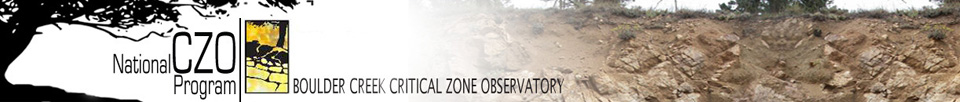 National CZO
Program
BOULDER CREEK CRITICAL ZONE OBSERVATORY